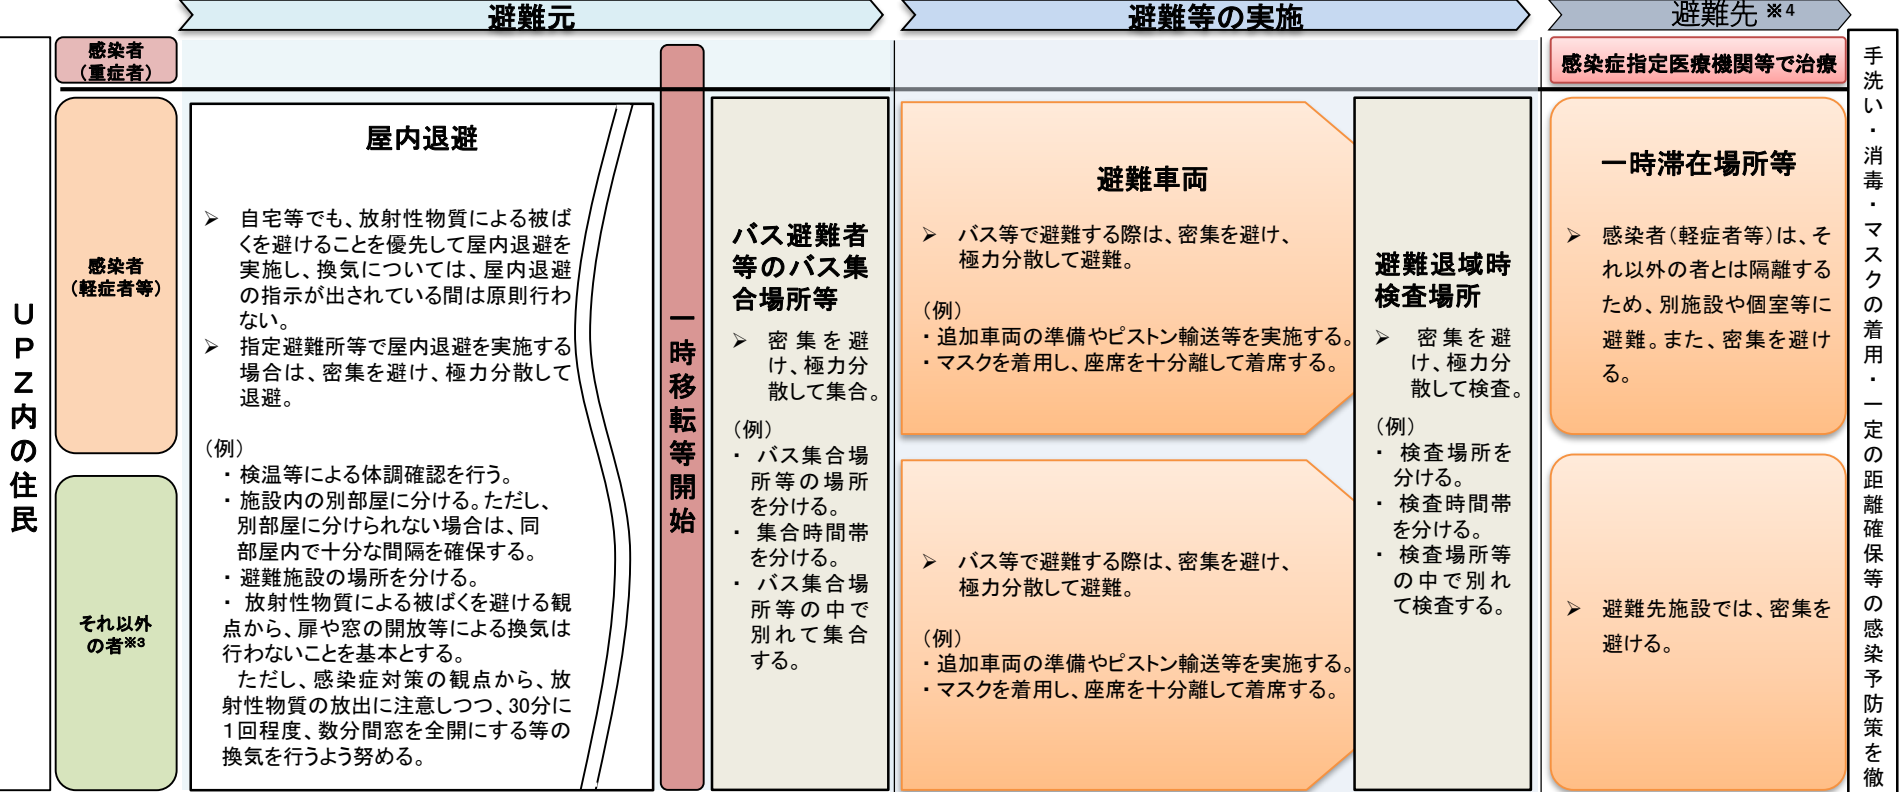 避難元
避難等の実施
避難先 ※4
UPZ内の住民
感染者
(重症者)
感染症指定医療機関等で治療
感染者
(軽症者等)
それ以外
の者※3
屋内退避
➢ 自宅等でも、放射性物質による被ば
くを避けることを優先して屋内退避を
実施し、換気については、屋内退避
の指示が出されている間は原則行わ
ない。
➢ 指定避難所等で屋内退避を実施する
場合は、密集を避け、極力分散して
退避。
(例)
・検温等による体調確認を行う。
・施設内の別部屋に分ける。ただし、
別部屋に分けられない場合は、同
部屋内で十分な間隔を確保する。
・避難施設の場所を分ける。
・ 放射性物質による被ばくを避ける観
点から、扉や窓の開放等による換気は
行わないことを基本とする。
ただし、感染症対策の観点から、放
射性物質の放出に注意しつつ、30分に
1回程度、数分間窓を全開にする等の
換気を行うよう努める。
一時移転等開始
バス避難者
等のバス集
合場所等
➢ 密集を避
け、極力分
散して集合。
(例)
・ バス集合場
所等の場所
を分ける。
・ 集合時間帯
を分ける。
・ バス集合場
所等の中で
別れて集合
する。
避難車両
➢ バス等で避難する際は、密集を避け、
極力分散して避難。
(例)
・追加車両の準備やピストン輸送等を実施する。
・マスクを着用し、座席を十分離して着席する。
➢ バス等で避難する際は、密集を避け、
極力分散して避難。
(例)
・追加車両の準備やピストン輸送等を実施する。
・マスクを着用し、座席を十分離して着席する。
避難退域時
検査場所
➢ 密集を避
け、極力分
散して検査。
(例)
・ 検査場所を
分ける。
・ 検査時間帯
を分ける。
・ 検査場所等
の中で別れ
て検査する。
一時滞在場所等
➢ 感染者(軽症者等)は、そ
れ以外の者とは隔離する
ため、別施設や個室等に
避難。また、密集を避け
る。
➢ 避難先施設では、密集を
避ける。
手洗い・消毒・マスクの着用・一定の距離確保等の感染予防策を徹